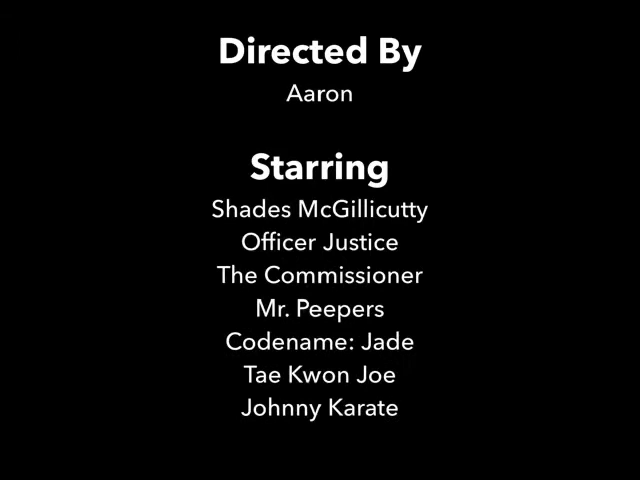 Directed By
Aaron
Starring
Shades McGillicutty
Officer Justice
The Commissioner
Mr. Peepers
Codename: Jade
Tae Kwon Joe
Johnny Karate